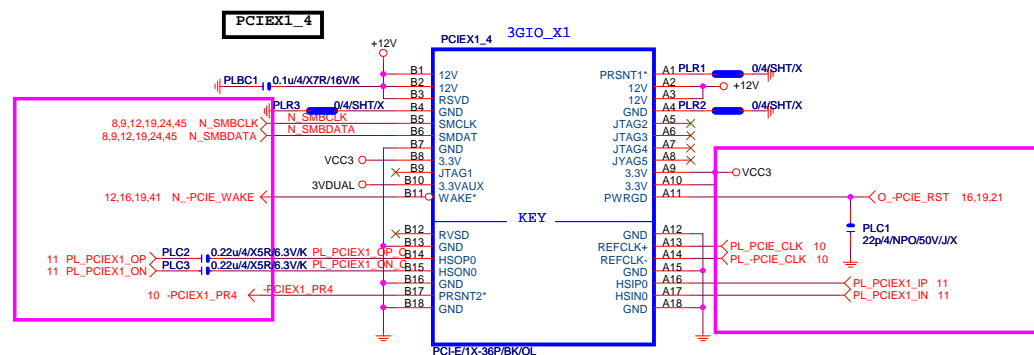 PCIEX1_4
PCIEX1_4 3GIO_X1
+12V
PLBC1 0.1u/4/X7R/16V/K
B1 12V PRSNT1* A1 PLR1 0/4/SHT/X
B2 12V 12V A2 +12V
B3 RSVD 12V A3
PLR3 0/4/SHT/X B4 GND GND A4 PLR2 0/4/SHT/X
8,9,12,19,24,45 N_SMBCLK N_SMBCLK B5 SMCLK JTAG2 A5
8,9,12,19,24,45 N_SMBDATA N_SMBDATA B6 SMDAT JTAG3 A6
B7 GND JTAG4 A7
VCC3 B8 3.3V JYAG5 A8
B9 JTAG1 3.3V A9 VCC3
3VDUAL B10 3.3VAUX 3.3V A10
12,16,19,41 N_-PCIE_WAKE B11 WAKE* PWRGD A11 O_-PCIE_RST 16,19,21
KEY
PLC1
22p/4/NPO/50V/J/X
B12 RVSD GND A12
B13 GND REFCLK+ A13 PL_PCIE_CLK 10
11 PL_PCIEX1_OP PLC2 0.22u/4/X5R/6.3V/K PL_PCIEX1_OP_C B14 HSOP0 REFCLK- A14 PL_-PCIE_CLK 10
11 PL_PCIEX1_ON PLC3 0.22u/4/X5R/6.3V/K PL_PCIEX1_ON_C B15 HSON0 GND A15
B16 GND HSIP0 A16 PL_PCIEX1_IP 11
10 -PCIEX1_PR4 -PCIEX1_PR4 B17 PRSNT2* HSIN0 A17 PL_PCIEX1_IN 11
B18 GND GND A18
PCI-E/1X-36P/BK/OL